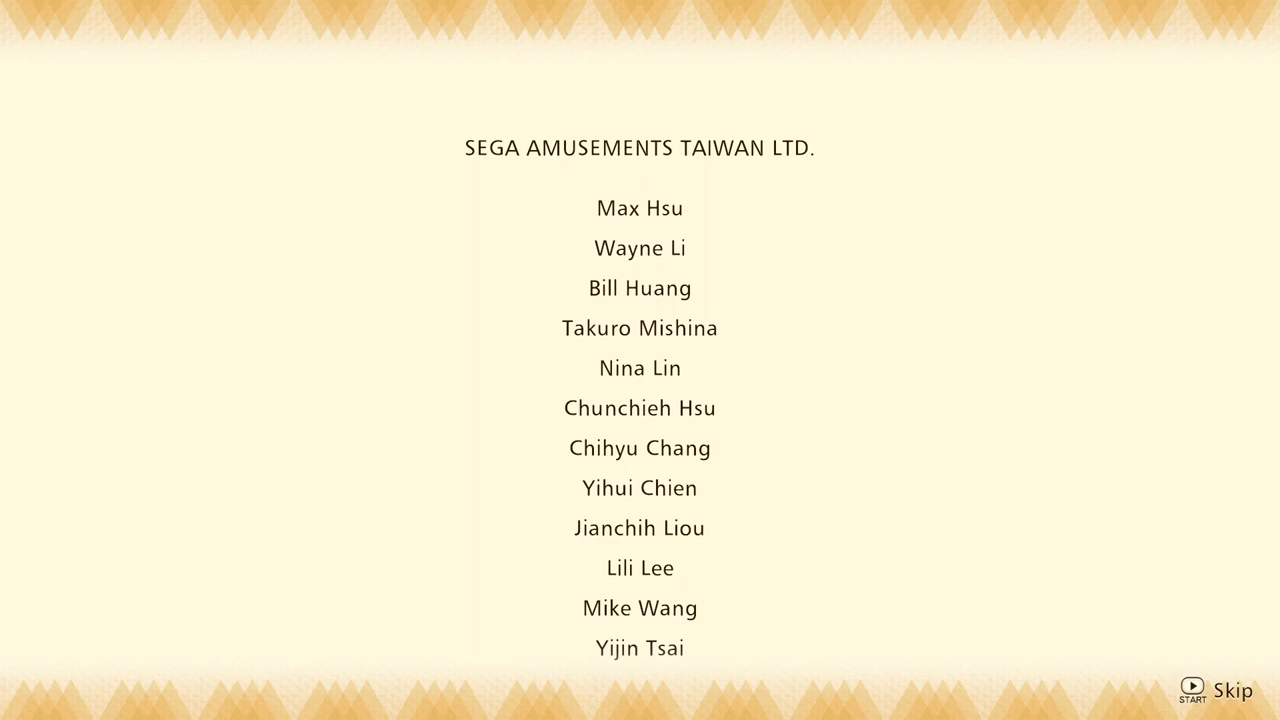 SEGA AMUSEMENTS TAIWAN LTD.
Max Hsu
Wayne Li
Bill Huang
Takuro Mishina
Nina Lin
Chunchieh Hsu
Chihyu Chang
Yihui Chien
Jianchih Liou
Lili Lee
Mike Wang
Yijin Tsai
START Skip